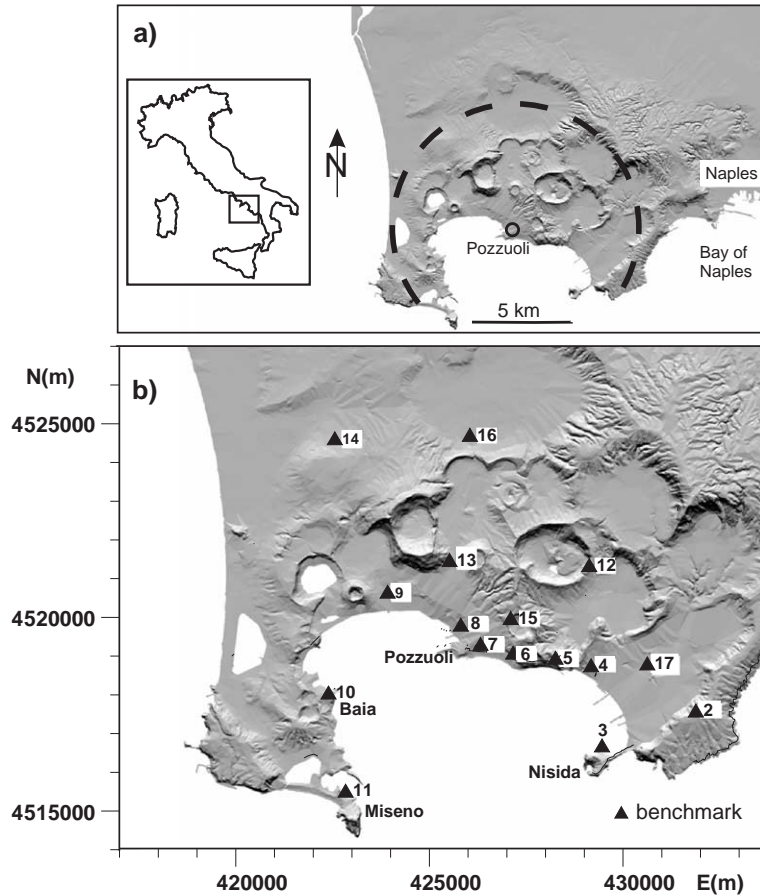 a)
N
Naples
Pozzuoli
Bay of
Naples
5 km
N(m)
b)
4525000
14
16
13
12
9
4520000
15
8
7
6
5
4
17
Pozzuoli
10
Baia
2
3
Nisida
11
Miseno
4515000
benchmark
420000
425000
430000
E(m)